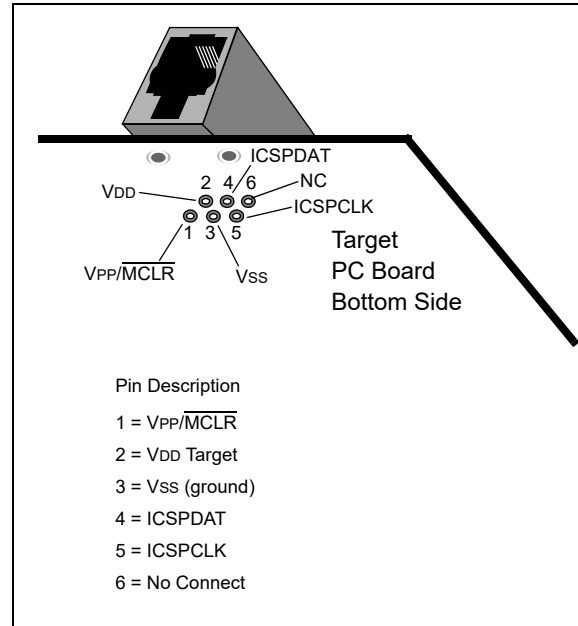 ICSPDAT
VDD 2 4 6 NC
ICSPCLK
1 3 5
VPP/MCLR VSS
Target
PC Board
Bottom Side
Pin Description
1 = VPP/MCLR
2 = VDD Target
3 = VSS (ground)
4 = ICSPDAT
5 = ICSPCLK
6 = No Connect